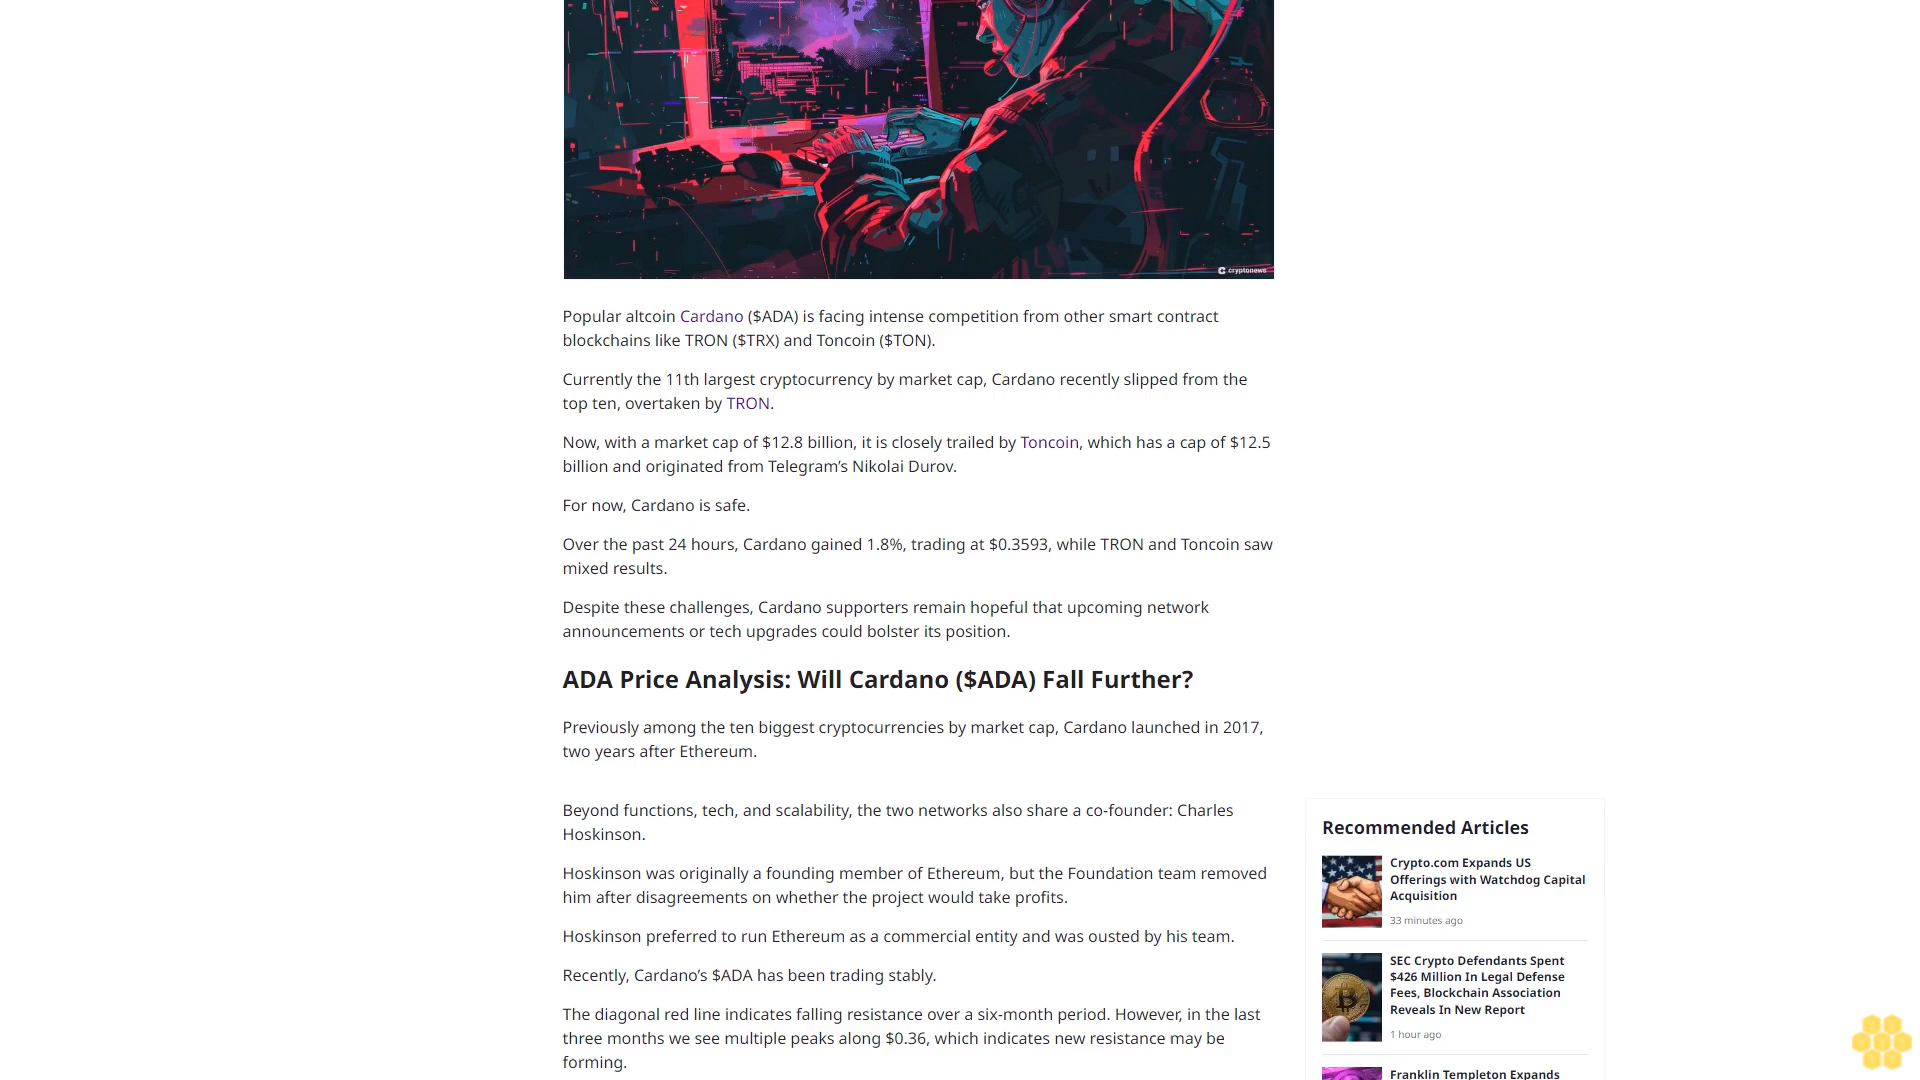 cryptonews
Popular altcoin Cardano ($ADA) is facing intense competition from other smart contract
blockchains like TRON ($TRX) and Toncoin ($TON).
Currently the 11th largest cryptocurrency by market cap, Cardano recently slipped from the
top ten, overtaken by TRON.
Now, with a market cap of $12.8 billion, it is closely trailed by Toncoin, which has a cap of $12.5
billion and originated from Telegram’s Nikolai Durov.
For now, Cardano is safe.
Over the past 24 hours, Cardano gained 1.8%, trading at $0.3593, while TRON and Toncoin saw
mixed results.
Despite these challenges, Cardano supporters remain hopeful that upcoming network
announcements or tech upgrades could bolster its position.
ADA Price Analysis: Will Cardano ($ADA) Fall Further?
Previously among the ten biggest cryptocurrencies by market cap, Cardano launched in 2017,
two years after Ethereum.
Beyond functions, tech, and scalability, the two networks also share a co-founder: Charles
Hoskinson.
Hoskinson was originally a founding member of Ethereum, but the Foundation team removed
him after disagreements on whether the project would take profits.
Hoskinson preferred to run Ethereum as a commercial entity and was ousted by his team.
Recently, Cardano’s $ADA has been trading stably.
The diagonal red line indicates falling resistance over a six-month period. However, in the last
three months we see multiple peaks along $0.36, which indicates new resistance may be
forming.
Recommended Articles
Crypto.com Expands US
Offerings with Watchdog Capital
Acquisition
33 minutes ago
SEC Crypto Defendants Spent
$426 Million In Legal Defense
Fees, Blockchain Association
Reveals In New Report
1 hour ago
Franklin Templeton Expands